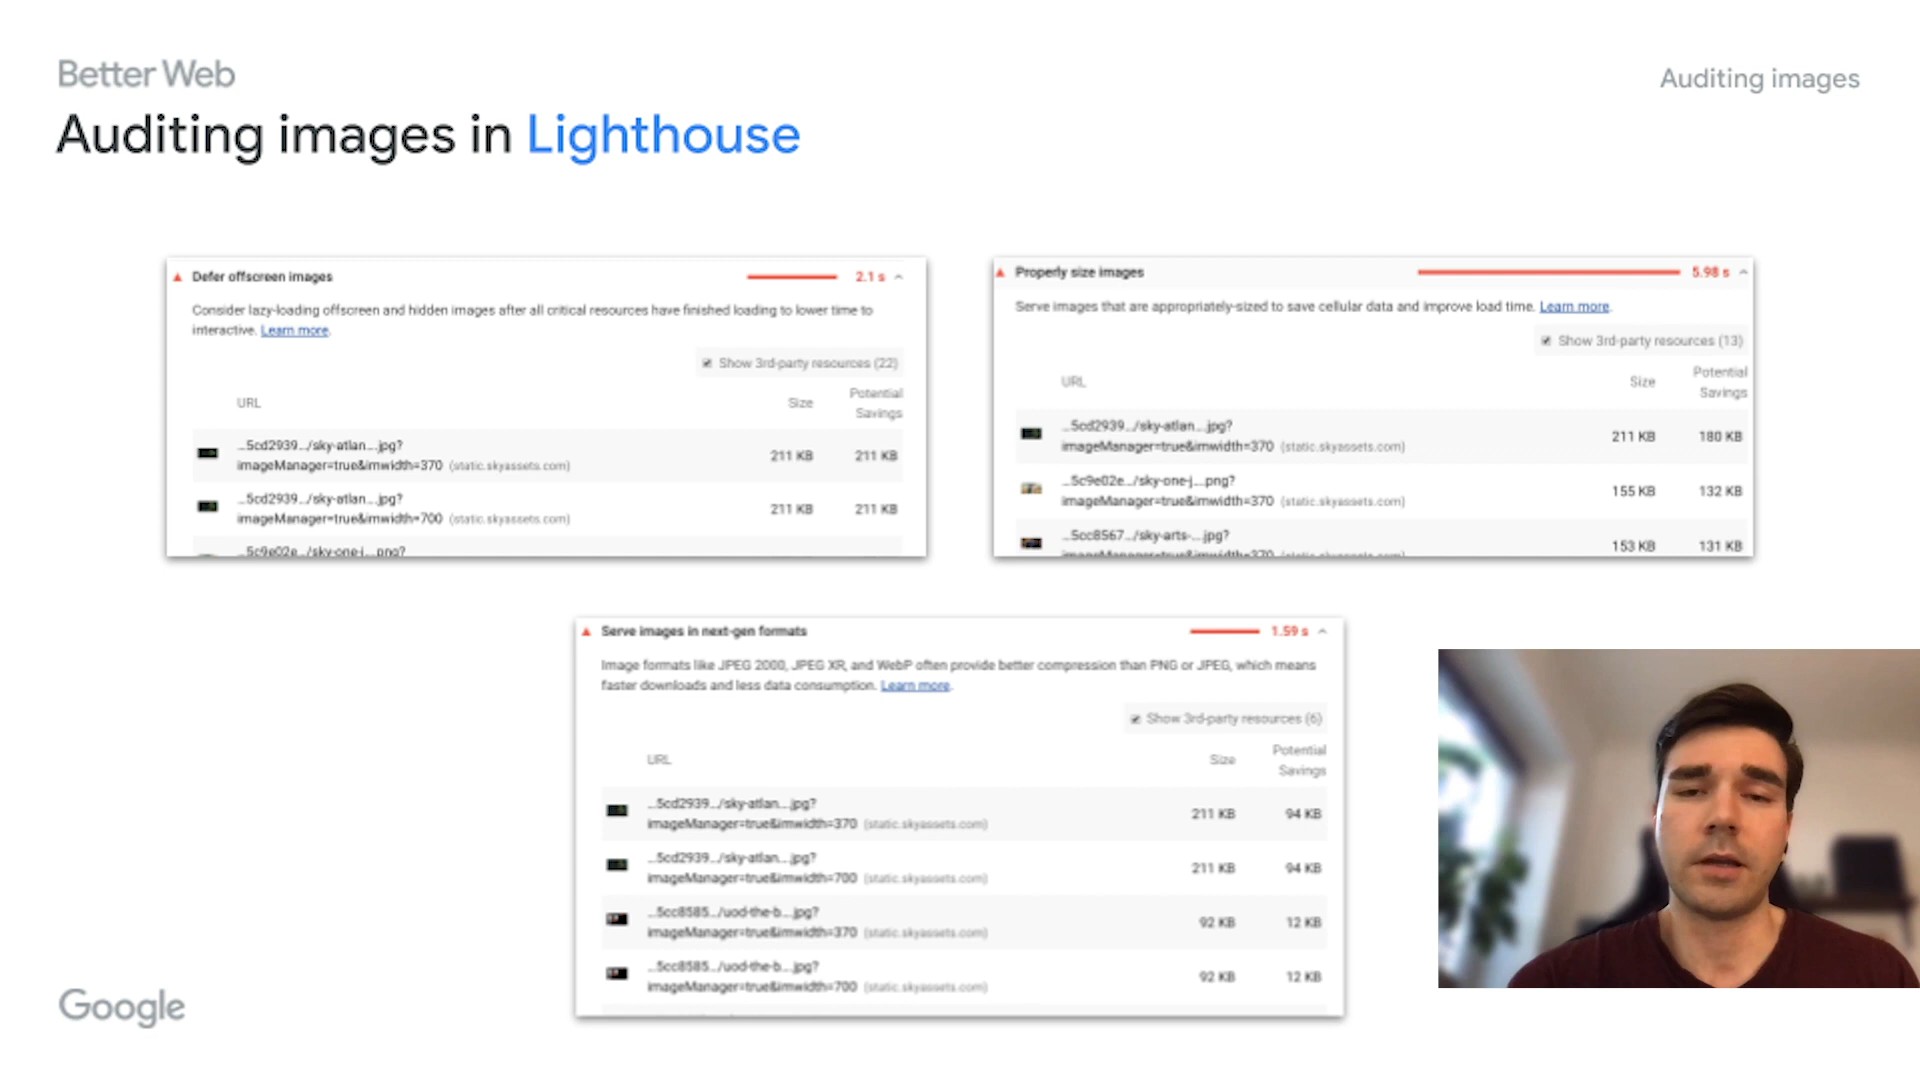 Better Web
Auditing images
Auditing images in Lighthouse
Defer offscreen images
2.1 s
Consider lazy-loading offscreen and hidden images after all critical resources have finished loading to lower time to
interactive. Learn more.
Show 3rd-party resources (22)
URL
Size
Potential
Savings
...5cd2939.../sky-atlan...jpg?
imageManager=true&imwidth=370 (static.skyassets.com)
211 KB
211 KB
...5cd2939.../sky-atlan...jpg?
imageManager=true&imwidth=700 (static.skyassets.com)
211 KB
211 KB
...5c9e02e.../sky-one-j...png?
Properly size images
5.98 s
Serve images that are appropriately-sized to save cellular data and improve load time. Learn more.
Show 3rd-party resources (13)
URL
Size
Potential
Savings
...5cd2939.../sky-atlan...jpg?
imageManager=true&imwidth=370 (static.skyassets.com)
211 KB
180 KB
...5c9e02e.../sky-one-j...png?
imageManager=true&imwidth=370 (static.skyassets.com)
155 KB
132 KB
...5cc8567.../sky-arts-...jpg?
imageManager=true&imwidth=370 (static.skyassets.com)
153 KB
131 KB
Serve images in next-gen formats
1.59 s
Image formats like JPEG 2000, JPEG XR, and WebP often provide better compression than PNG or JPEG, which means
faster downloads and less data consumption. Learn more.
Show 3rd-party resources (6)
URL
Size
Potential
Savings
...5cd2939.../sky-atlan...jpg?
imageManager=true&imwidth=370 (static.skyassets.com)
211 KB
94 KB
...5cd2939.../sky-atlan...jpg?
imageManager=true&imwidth=700 (static.skyassets.com)
211 KB
94 KB
...5cc8585.../uod-the-b...jpg?
imageManager=true&imwidth=370 (static.skyassets.com)
92 KB
12 KB
...5cc8585.../uod-the-b...jpg?
imageManager=true&imwidth=700 (static.skyassets.com)
92 KB
12 KB
Google